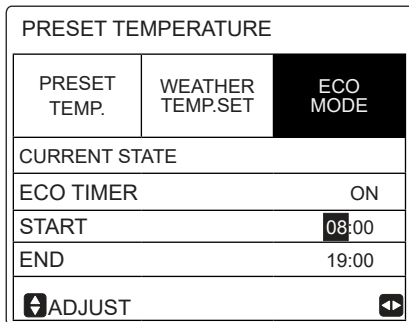 PRESET TEMPERATURE
PRESET TEMP.
WEATHER TEMP.SET
ECO MODE
CURRENT STATE
ECO TIMER ON
START 08:00
END 19:00
ADJUST